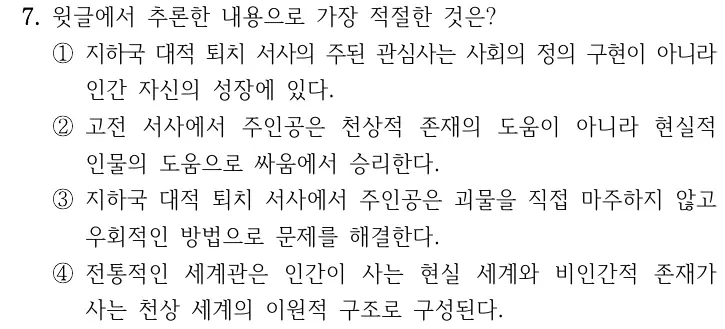 7. 윗글에서 추론한 내용으로 가장 적절한 것은?
① 지하국 대적 퇴치 서사의 주된 관심사는 사회의 정의 구현이 아니라
인간 자신의 성장에 있다.
② 고전 서사에서 주인공은 천상적 존재의 도움이 아니라 현실적
인물의 도움으로 싸움에서 승리한다.
③ 지하국 대적 퇴치 서사에서 주인공은 괴물을 직접 마주하지 않고
우회적인 방법으로 문제를 해결한다.
④ 전통적인 세계관은 인간이 사는 현실 세계와 비인간적 존재가
사는 천상 세계의 이원적 구조로 구성된다.